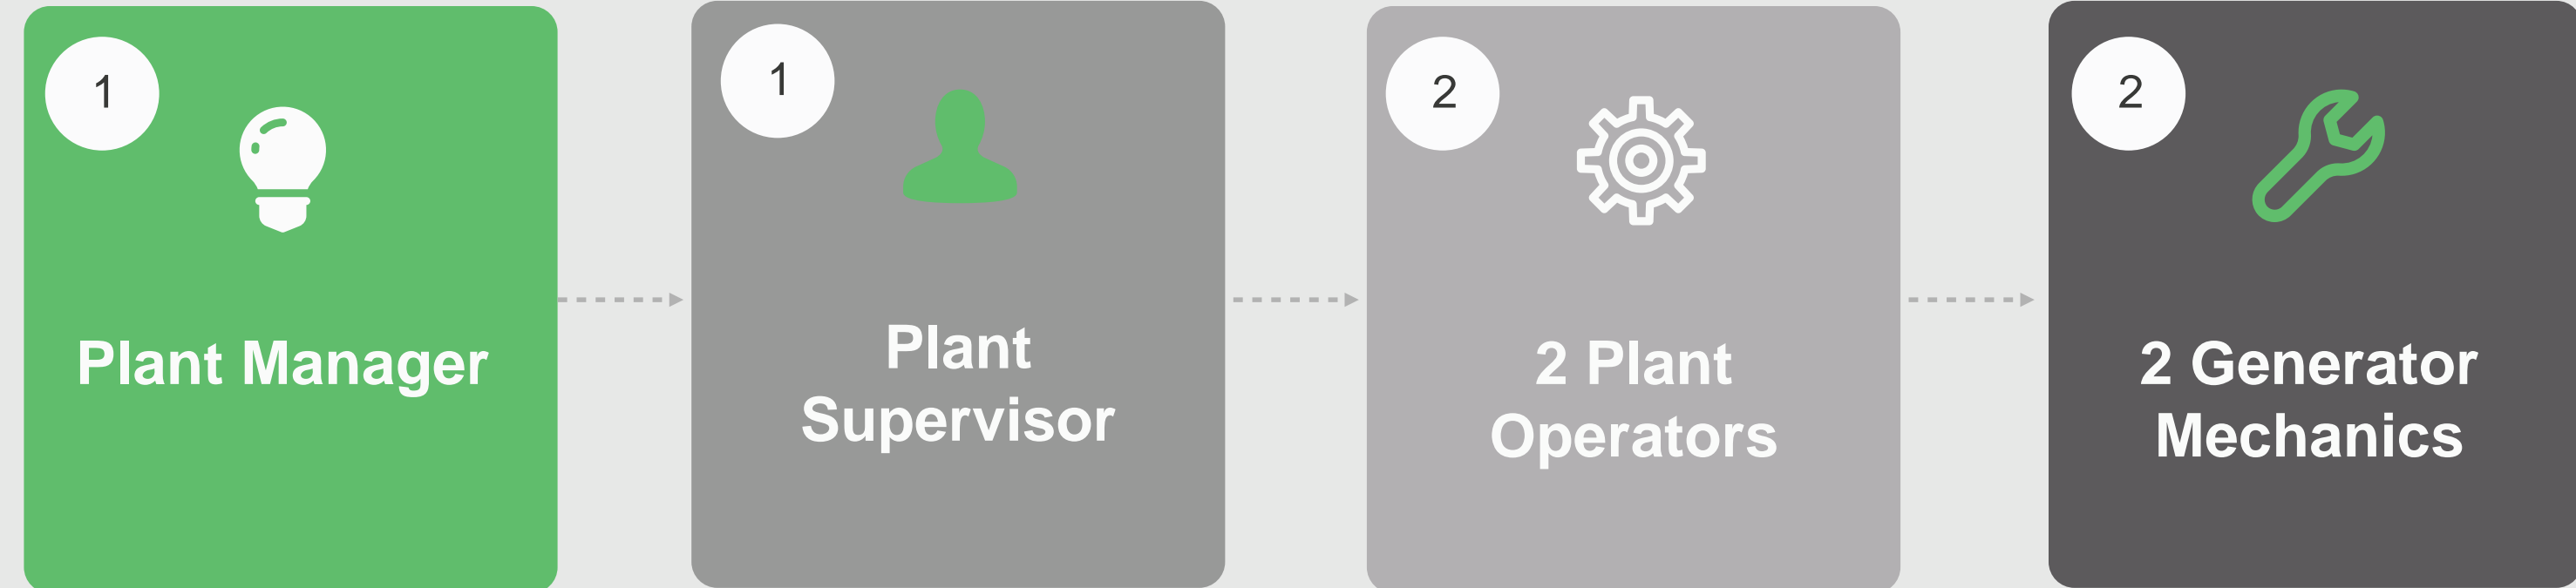 1
Plant Manager
1
Plant
Supervisor
2
2 Plant
Operators
2
2 Generator
Mechanics